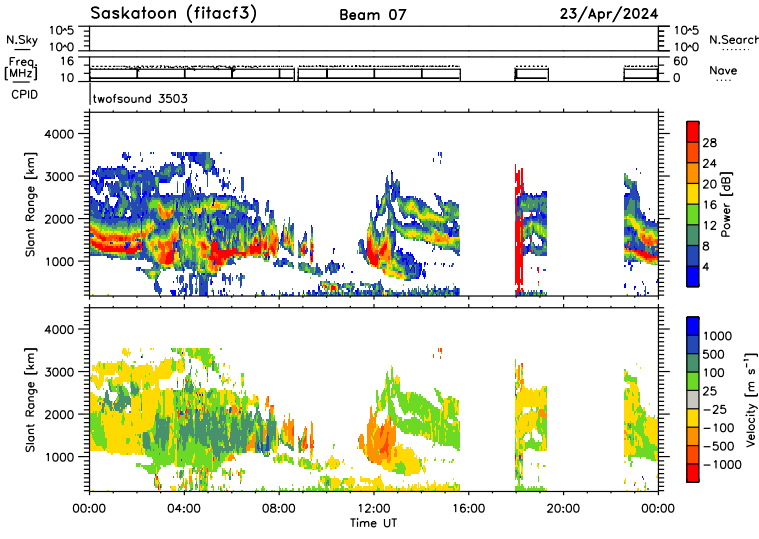 Saskatoon (fitacf3) Beam 07 23/Apr/2024
N.Sky 10^5 10^5 N.Search
10^0 10^0
Freq. 16 60 Nave
[MHz] 10 0
CPID twofsound 3503
Slant Range [km]
4000
3000
2000
1000
28
24
20
16
12
8
4
Power [dB]
Slant Range [km]
4000
3000
2000
1000
1000
500
100
25
-25
-100
-500
-1000
Velocity [m s⁻¹]
00:00 04:00 08:00 12:00 16:00 20:00 00:00
Time UT